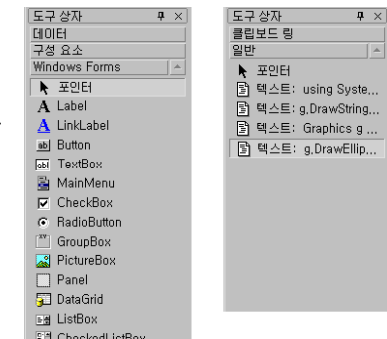 도구 상자
데이터
구성 요소
Windows Forms
포인터
Label
LinkLabel
Button
TextBox
MainMenu
CheckBox
RadioButton
GroupBox
PictureBox
Panel
DataGrid
ListBox
CheckedListBox
도구 상자
클립보드 링
일반
포인터
텍스트: using Syste...
텍스트: g.DrawString...
텍스트: Graphics g ...
텍스트: g.DrawEllip...